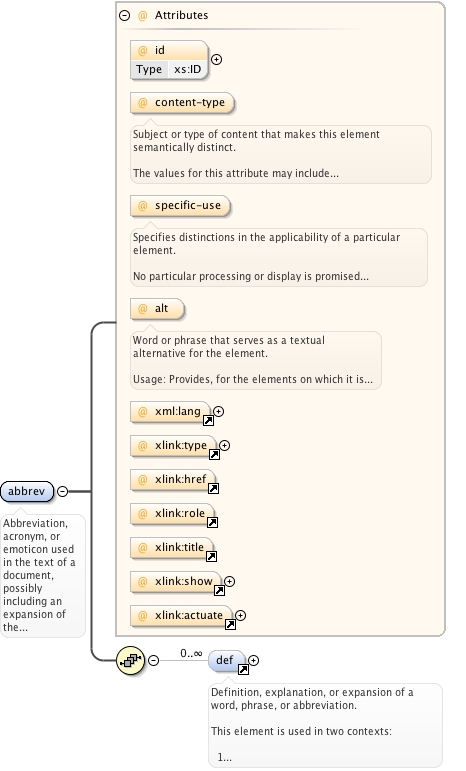 @ Attributes
@ id
Type xs:ID
@ content-type
Subject or type of content that makes this element
semantically distinct.
The values for this attribute may include...
@ specific-use
Specifies distinctions in the applicability of a particular
element.
No particular processing or display is promised...
@ alt
Word or phrase that serves as a textual
alternative for the element.
Usage: Provides, for the elements on which it is...
@ xml:lang
@ xlink:type
@ xlink:href
@ xlink:role
@ xlink:title
@ xlink:show
@ xlink:actuate
abbrev
Abbreviation,
acronym, or
emoticon used
in the text of a
document,
possibly
including an
expansion of
the...
0..∞
def
Definition, explanation, or expansion of a
word, phrase, or abbreviation.
This element is used in two contexts:
1...